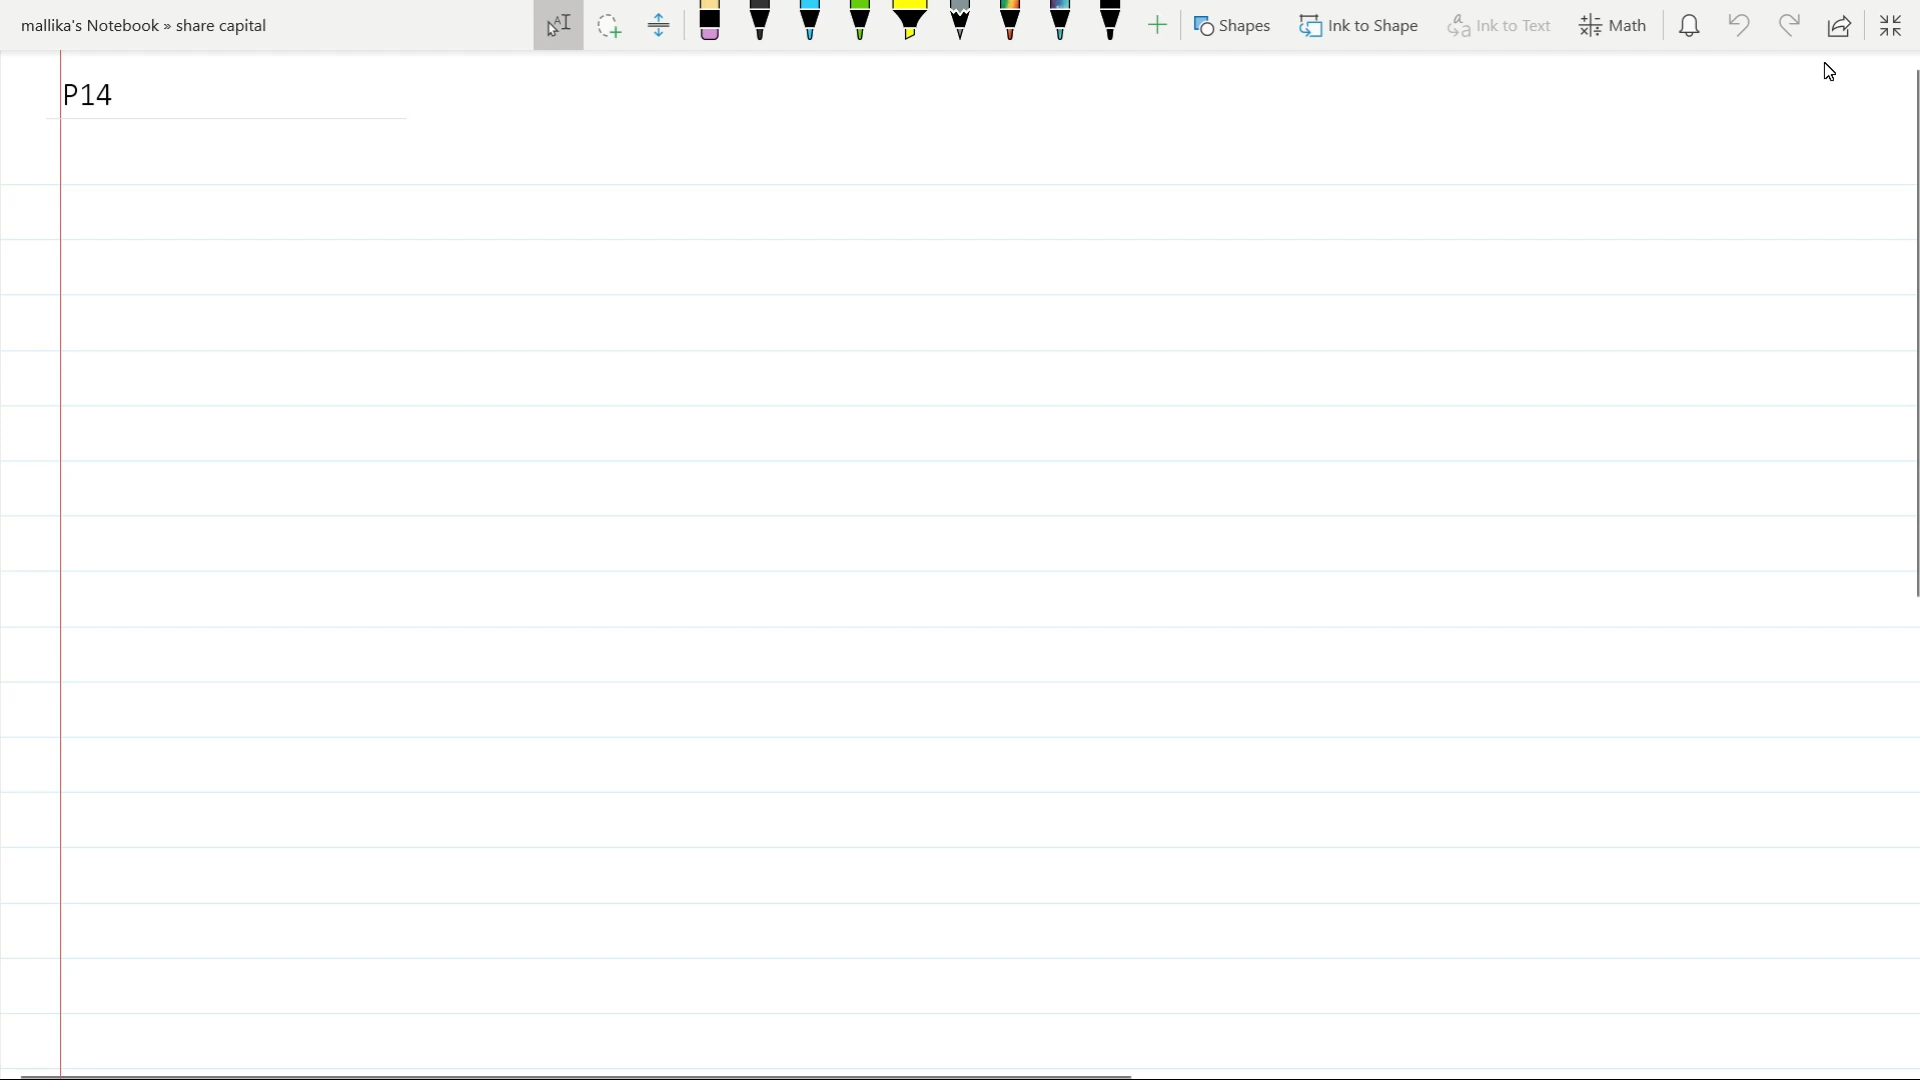 mallika's Notebook » share capital
Shapes
Ink to Shape
Ink to Text
Math
P14